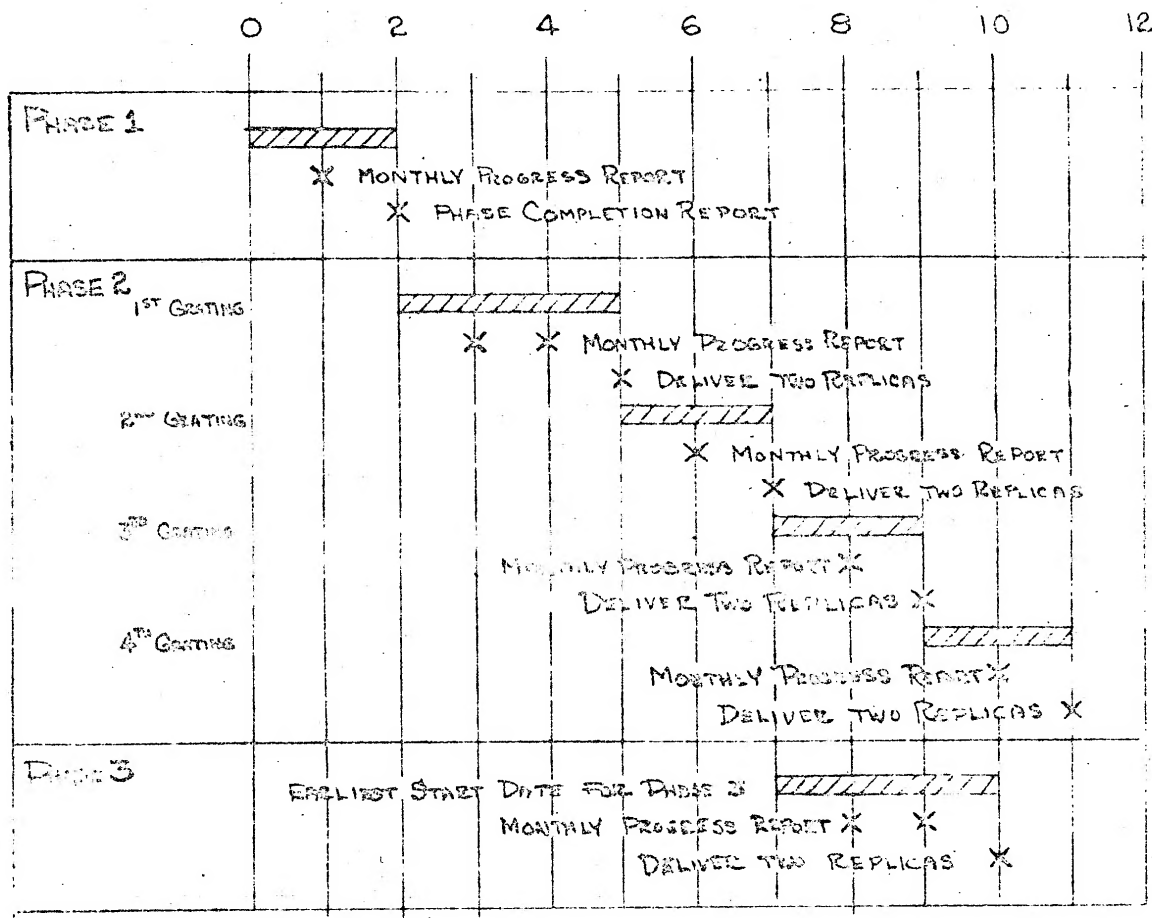 0 2 4 6 8 10 12
PHASE 1
MONTHLY PROGRESS REPORT
PHASE COMPLETION REPORT
PHASE 2
1ST GRATING
MONTHLY PROGRESS REPORT
DELIVER TWO REPLICAS
2ND GRATING
MONTHLY PROGRESS REPORT
DELIVER TWO REPLICAS
3RD GRATING
MONTHLY PROGRESS REPORT
DELIVER TWO REPLICAS
4TH GRATING
MONTHLY PROGRESS REPORT
DELIVER TWO REPLICAS
PHASE 3
EARLIEST START DATE FOR PHASE 3
MONTHLY PROGRESS REPORT
DELIVER TWO REPLICAS